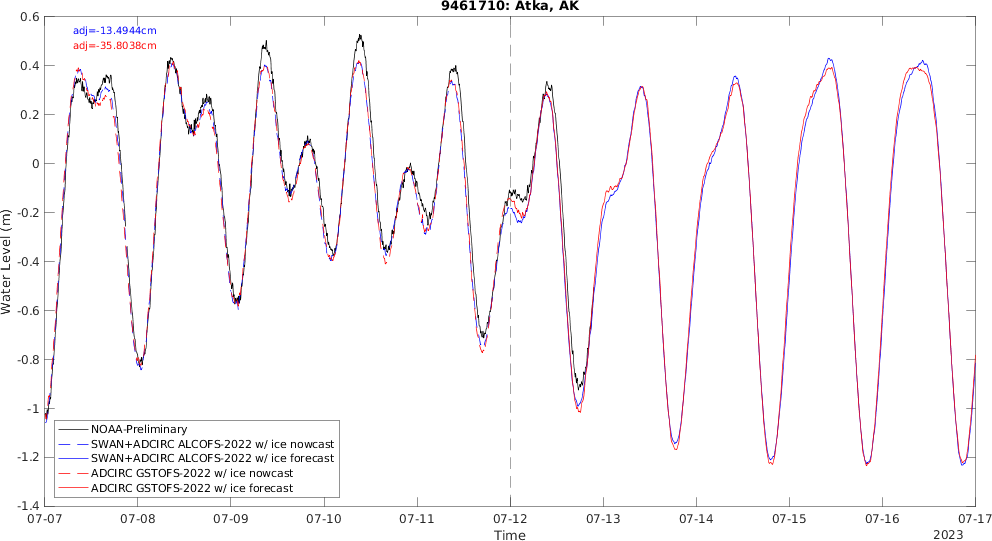 9461710: Atka, AK
adj=-13.4944cm
adj=-35.8038cm
0.6
0.4
0.2
0
-0.2
-0.4
-0.6
-0.8
-1
-1.2
-1.4
Water Level (m)
NOAA-Preliminary
SWAN+ADCIRC ALCOFS-2022 w/ ice nowcast
SWAN+ADCIRC ALCOFS-2022 w/ ice forecast
ADCIRC GSTOFS-2022 w/ ice nowcast
ADCIRC GSTOFS-2022 w/ ice forecast
07-07 07-08 07-09 07-10 07-11 07-12 07-13 07-14 07-15 07-16 07-17
Time
2023